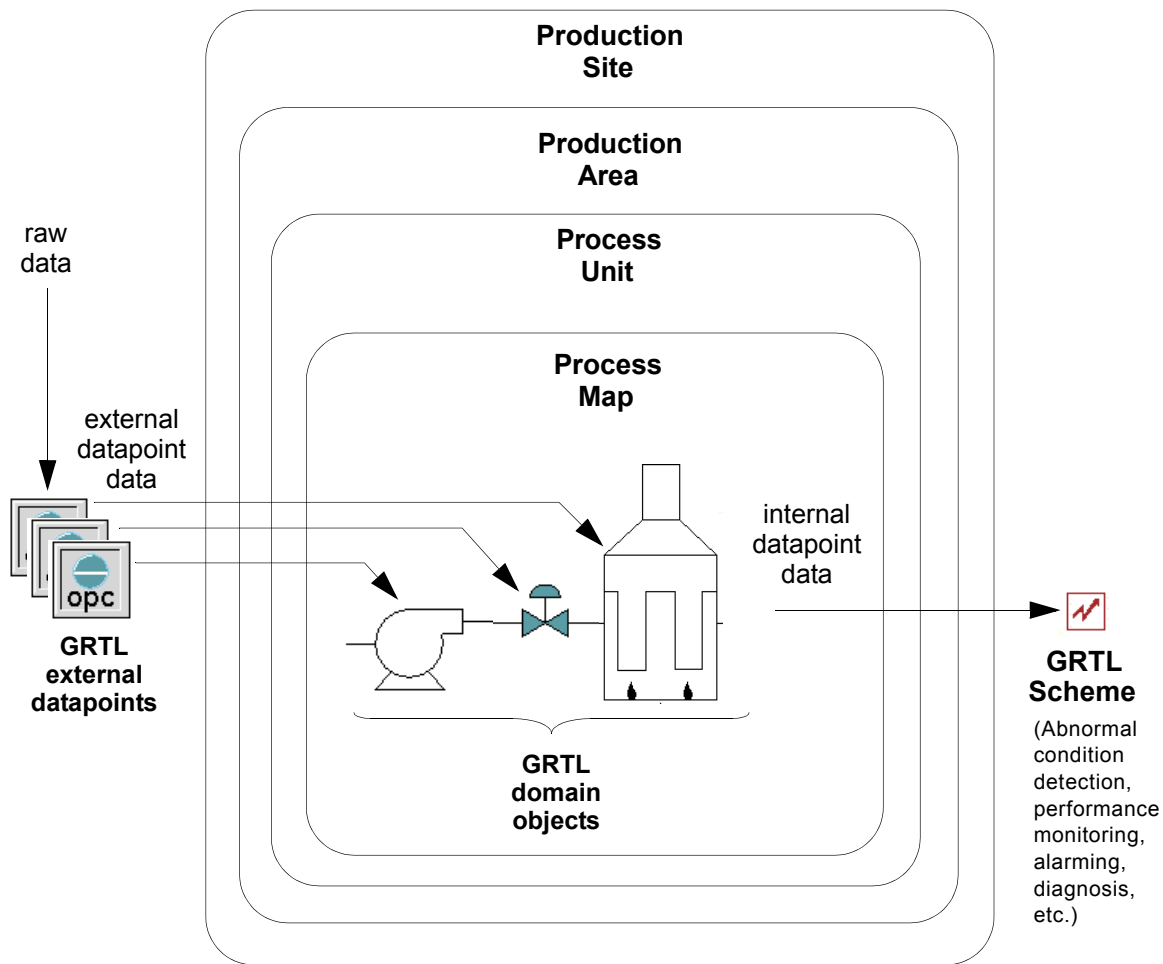 Production
Site
Production
Area
Process
Unit
Process
Map
raw
data
external
datapoint
data
opc
GRTL
external
datapoints
internal
datapoint
data
GRTL
domain
objects
GRTL
Scheme
(Abnormal
condition
detection,
performance
monitoring,
alarming,
diagnosis,
etc.)